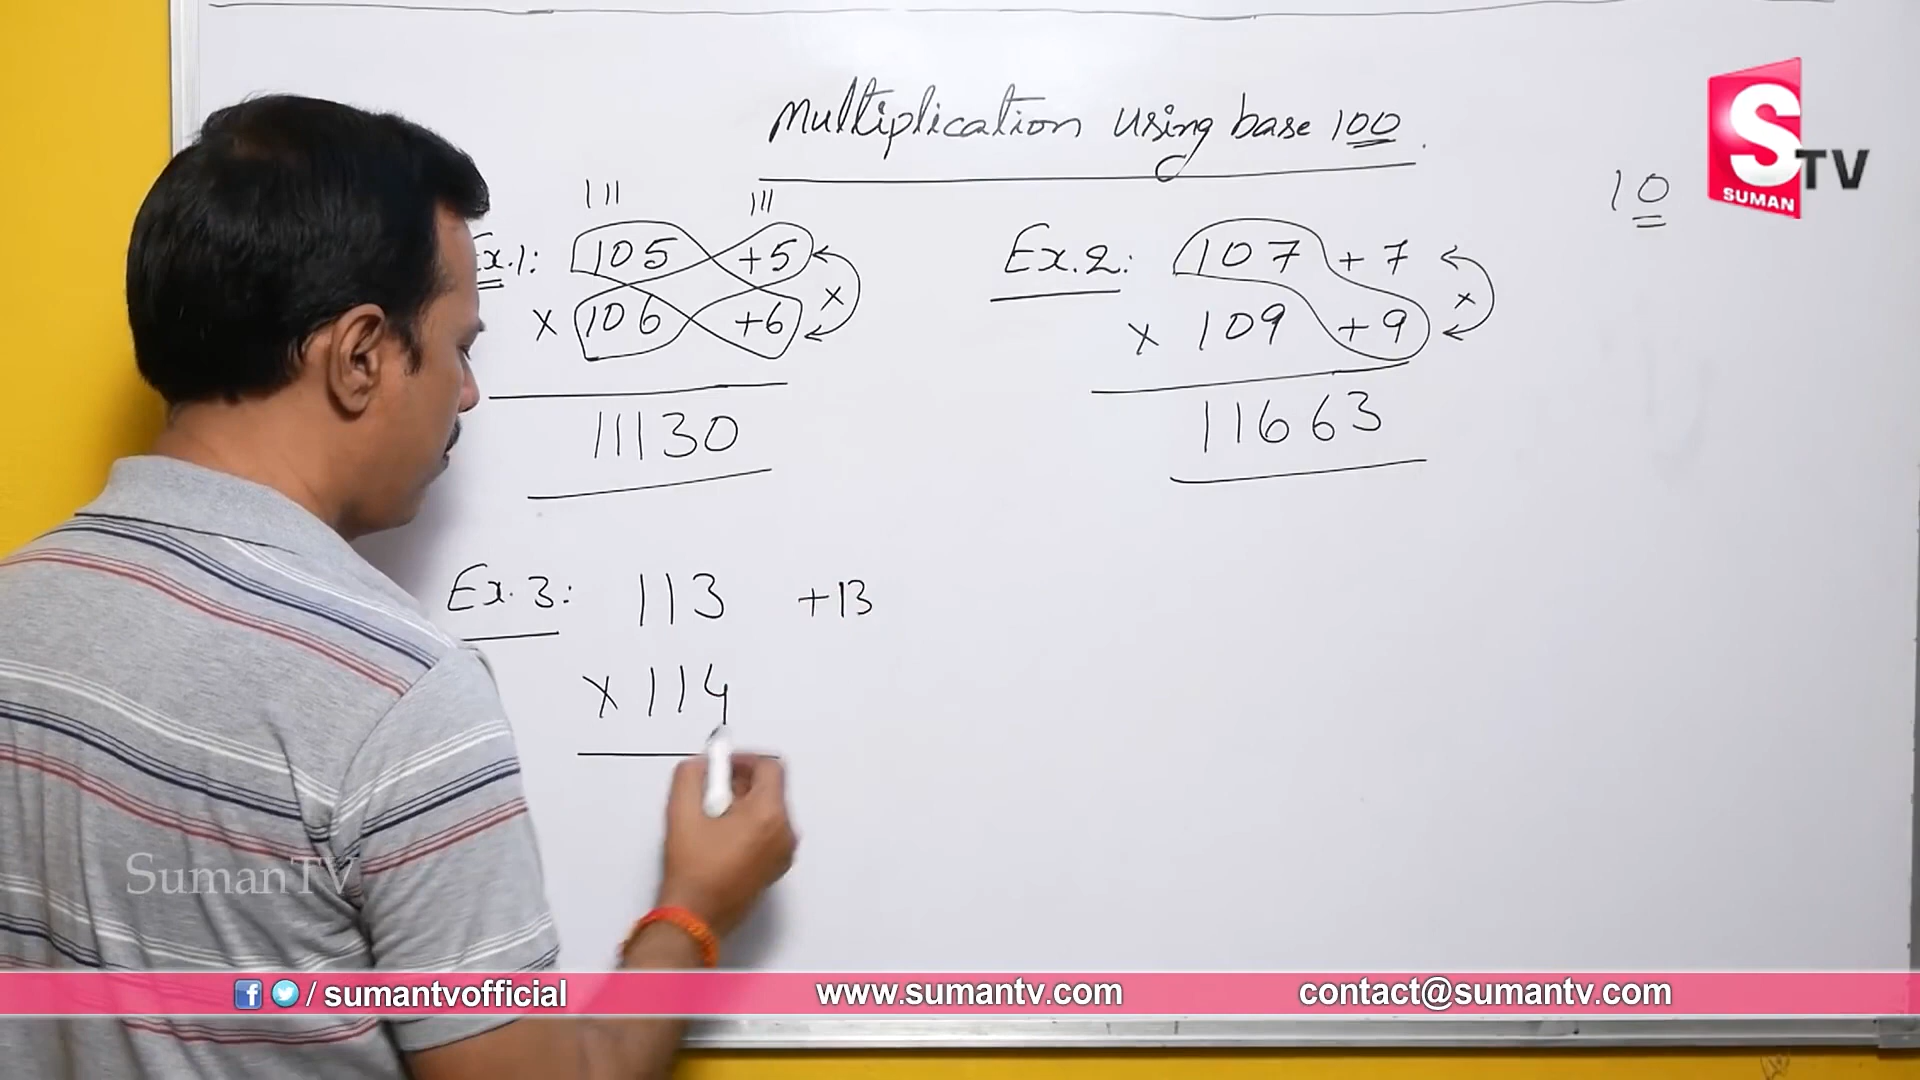 Multiplication using base 100.
S TV
SUMAN
10
111 111
Ex.1: 105 +5
× 106 +6
×
11130
Ex.2: 107 +7
× 109 +9
×
11663
Ex.3: 113 +13
× 114
SumanTV
/ sumantvofficial www.sumantv.com contact@sumantv.com